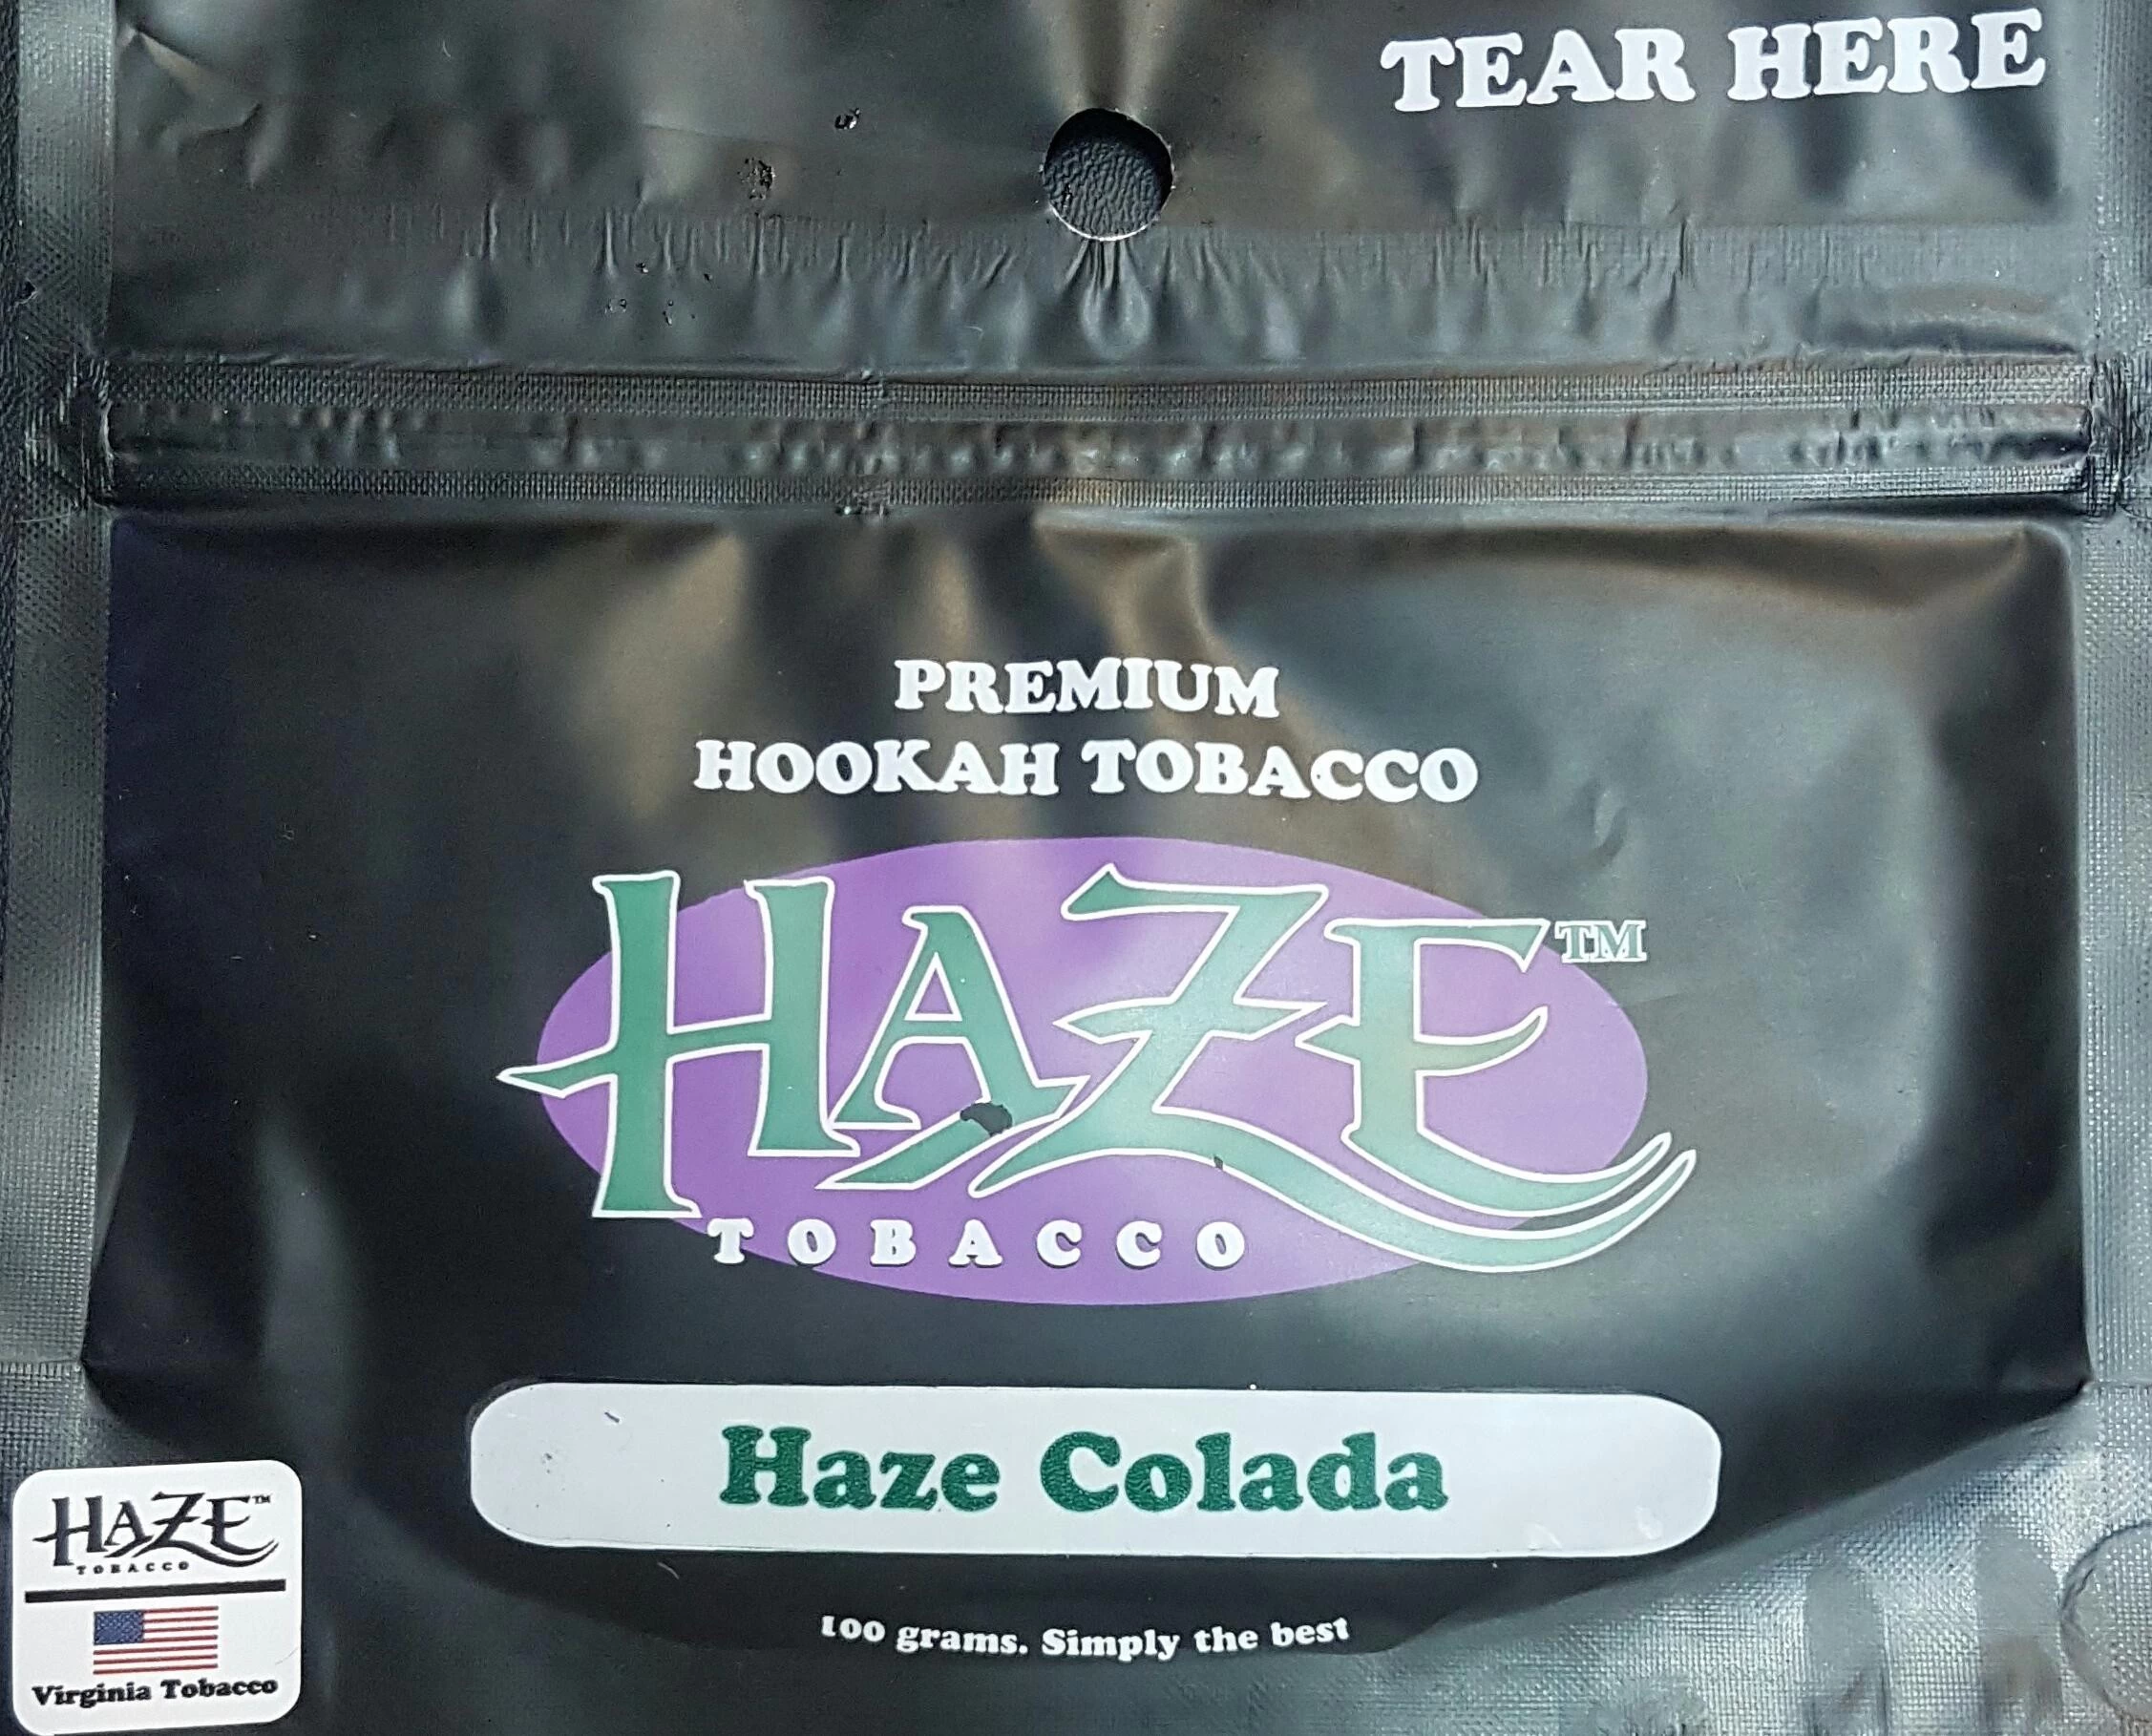 TEAR HERE
PREMIUM
HOOKAH TOBACCO
HAZE™
TOBACCO
Haze Colada
HAZE™
TOBACCO
Virginia Tobacco
100 grams. Simply the best